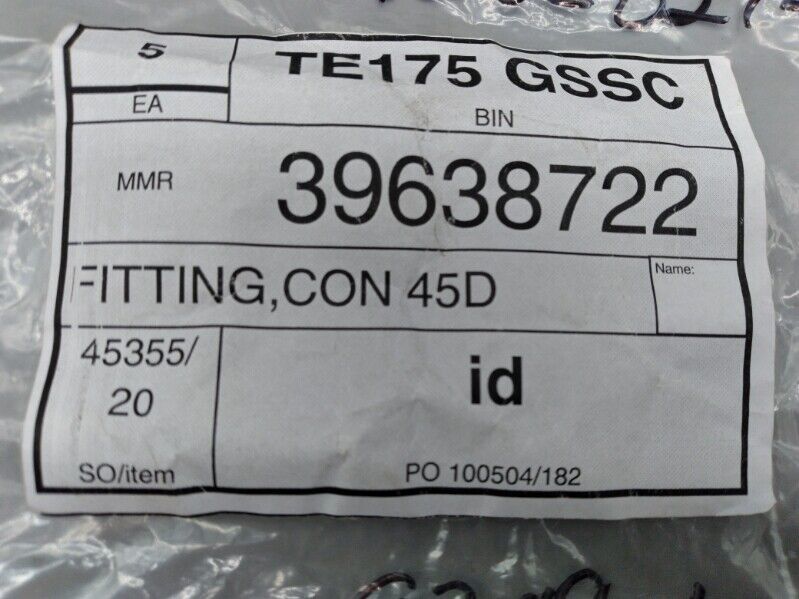 5
EA
TE175 GSSC
BIN
MMR
39638722
FITTING,CON 45D
Name:
45355/
20
SO/item
id
PO 100504/182